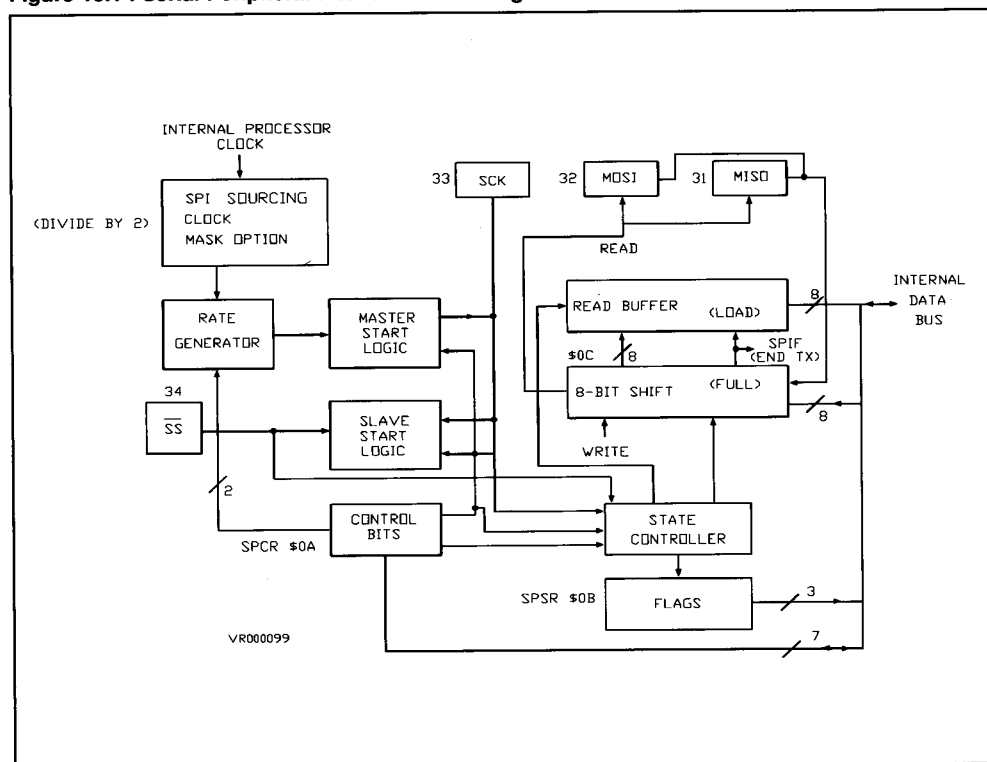 INTERNAL PROCESSOR
CLOCK
(DIVIDE BY 2)
SPI SOURCING
CLOCK
MASK OPTION
33
SCK
32
MOSI
31
MISO
READ
RATE
GENERATOR
MASTER
START
LOGIC
READ BUFFER
(LOAD)
8
INTERNAL
DATA
BUS
$0C
8
SPIF
(END TX)
8-BIT SHIFT
(FULL)
8
34
SS
SLAVE
START
LOGIC
WRITE
2
SPCR $0A
CONTROL
BITS
STATE
CONTROLLER
SPSR $0B
FLAGS
3
VR000099
7